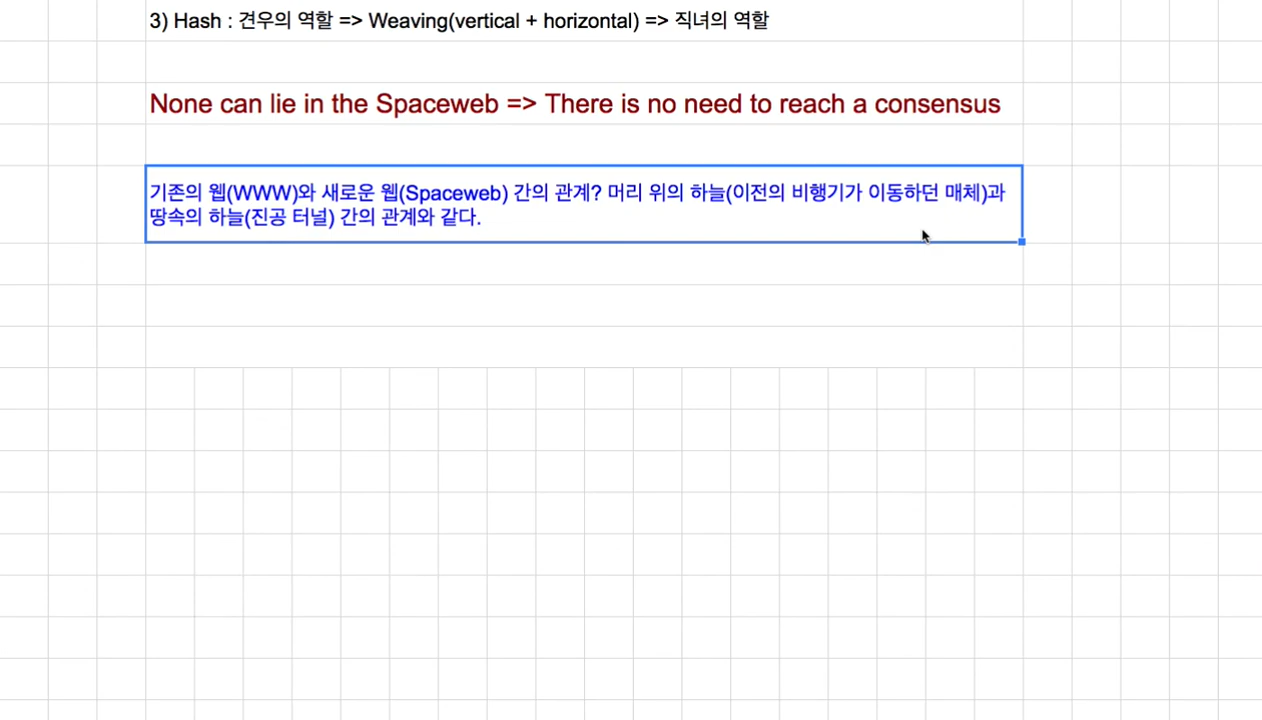 3) Hash : 견우의 역할 => Weaving(vertical + horizontal) => 직녀의 역할
None can lie in the Spaceweb => There is no need to reach a consensus
기존의 웹(WWW)와 새로운 웹(Spaceweb) 간의 관계? 머리 위의 하늘(이전의 비행기가 이동하던 매체)과
땅속의 하늘(진공 터널) 간의 관계와 같다.